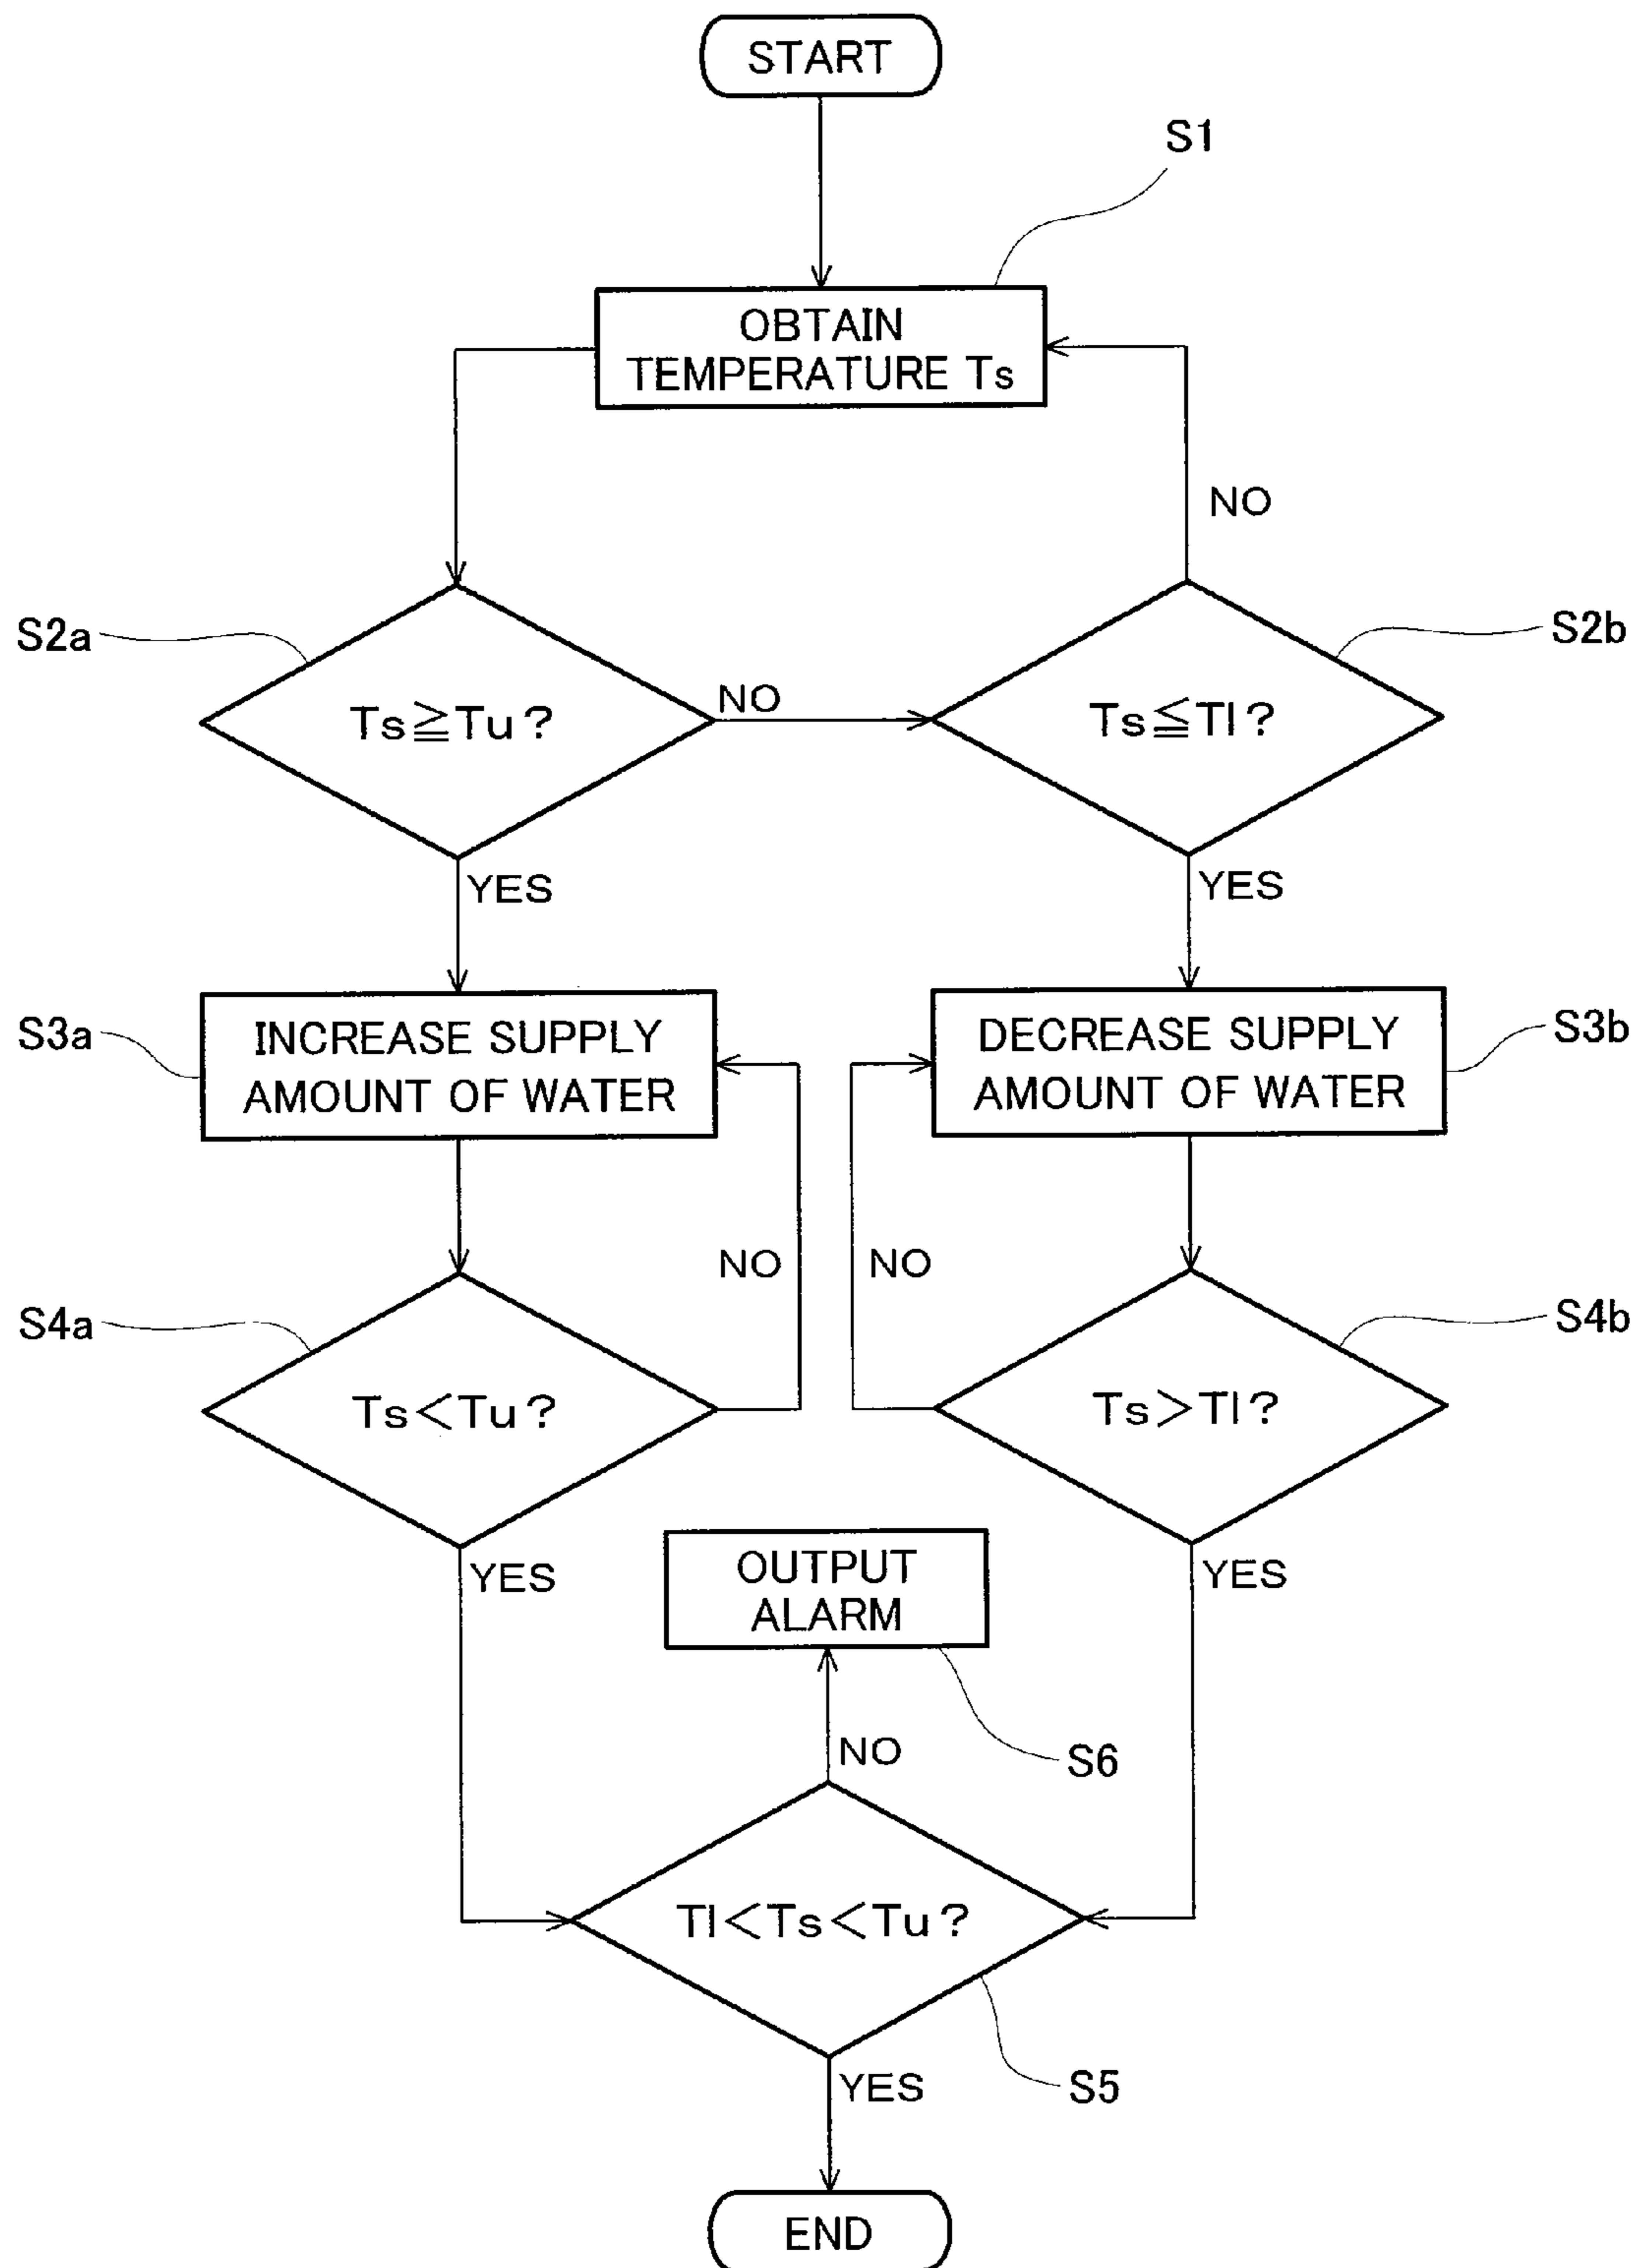 START
S1
OBTAIN
TEMPERATURE Ts
NO
S2a
S2b
Ts≧Tu?
NO
Ts≦Tl?
YES
YES
S3a
INCREASE SUPPLY
AMOUNT OF WATER
DECREASE SUPPLY
AMOUNT OF WATER
S3b
NO
NO
S4a
S4b
Ts<Tu?
Ts>Tl?
YES
OUTPUT
ALARM
YES
NO
S6
Tl<Ts<Tu?
YES
S5
END